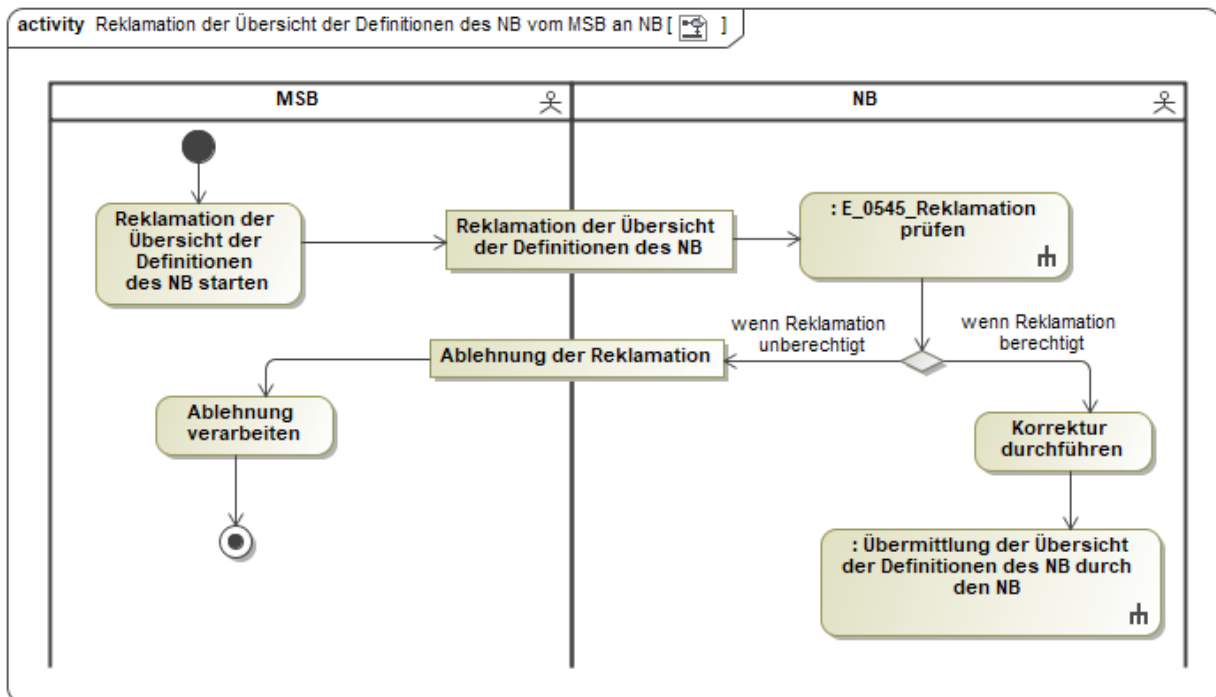 activity Reklamation der Übersicht der Definitionen des NB vom MSB an NB [ ]
MSB
NB
Reklamation der
Übersicht der
Definitionen
des NB starten
Reklamation der Übersicht
der Definitionen des NB
: E_0545_Reklamation
prüfen
wenn Reklamation
unberechtigt
wenn Reklamation
berechtigt
Ablehnung der Reklamation
Ablehnung
verarbeiten
Korrektur
durchführen
: Übermittlung der Übersicht
der Definitionen des NB durch
den NB